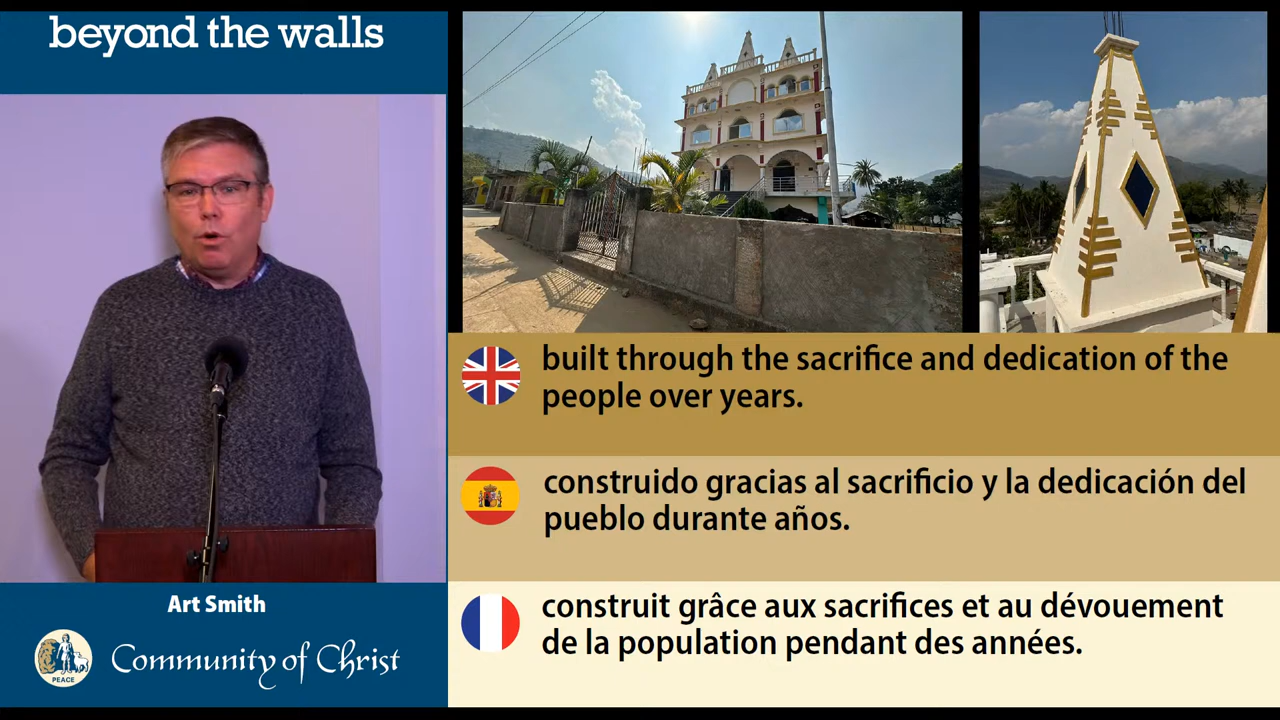 beyond the walls
built through the sacrifice and dedication of the
people over years.
construido gracias al sacrificio y la dedicación del
pueblo durante años.
construit grâce aux sacrifices et au dévouement
de la population pendant des années.
Art Smith
PEACE
Community of Christ